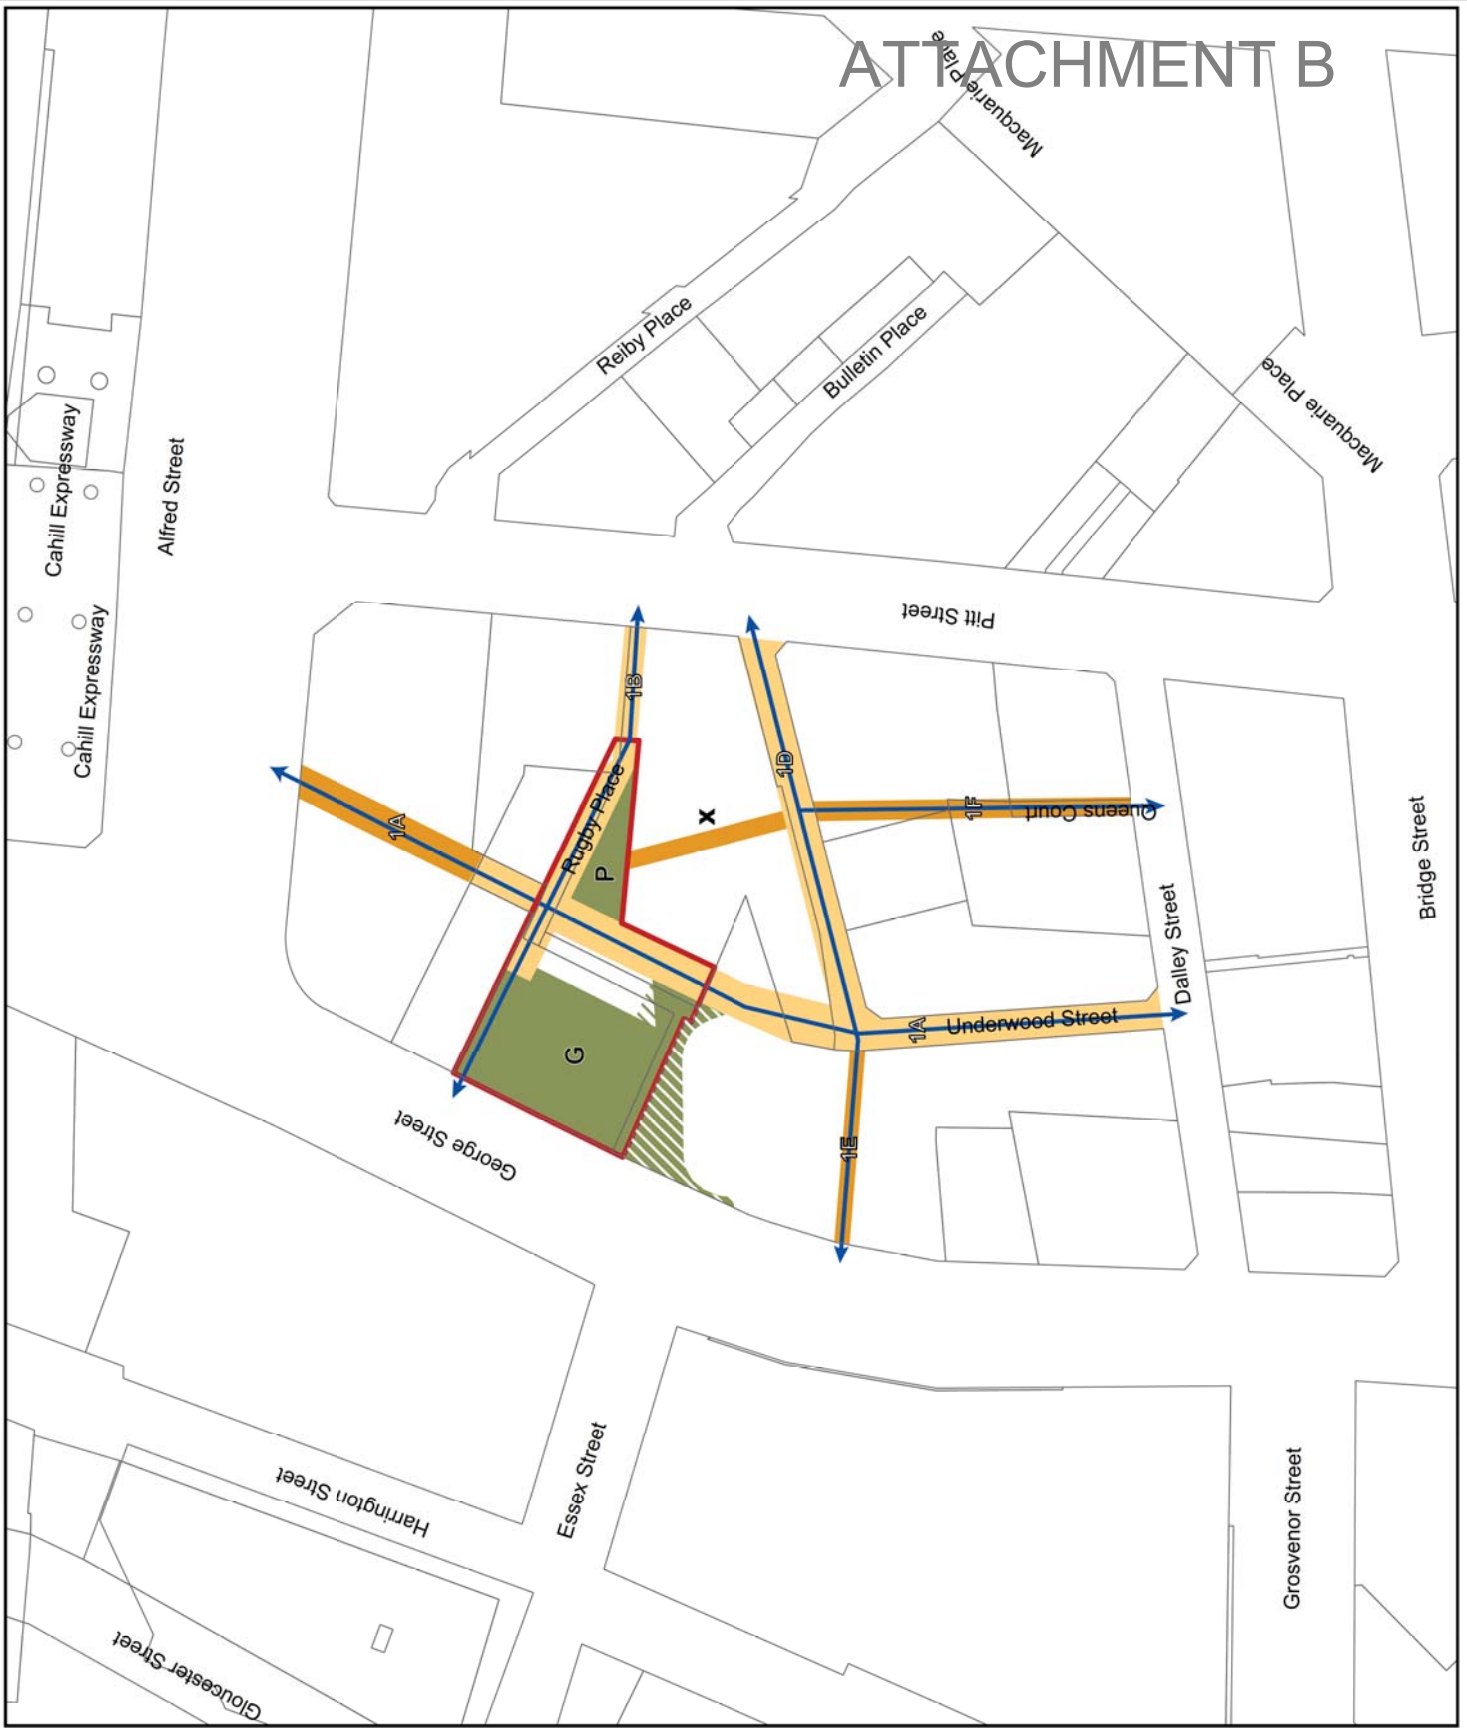 ATTACHMENT B
Macquarie Place
Reiby Place
Bulletin Place
Macquarie Place
Cahill Expressway
Alfred Street
Pitt Street
Cahill Expressway
1B
1D
Rugby Place
X
1F
Queens Court
1A
P
Bridge Street
Dalley Street
1A
Underwood Street
G
George Street
1E
Essex Street
Harrington Street
Grosvenor Street
Gloucester Street